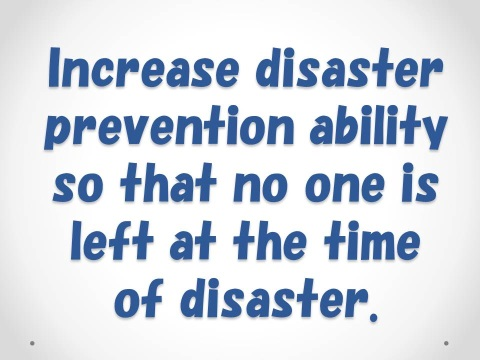 Increase disaster
prevention ability
so that no one is
left at the time
of disaster.